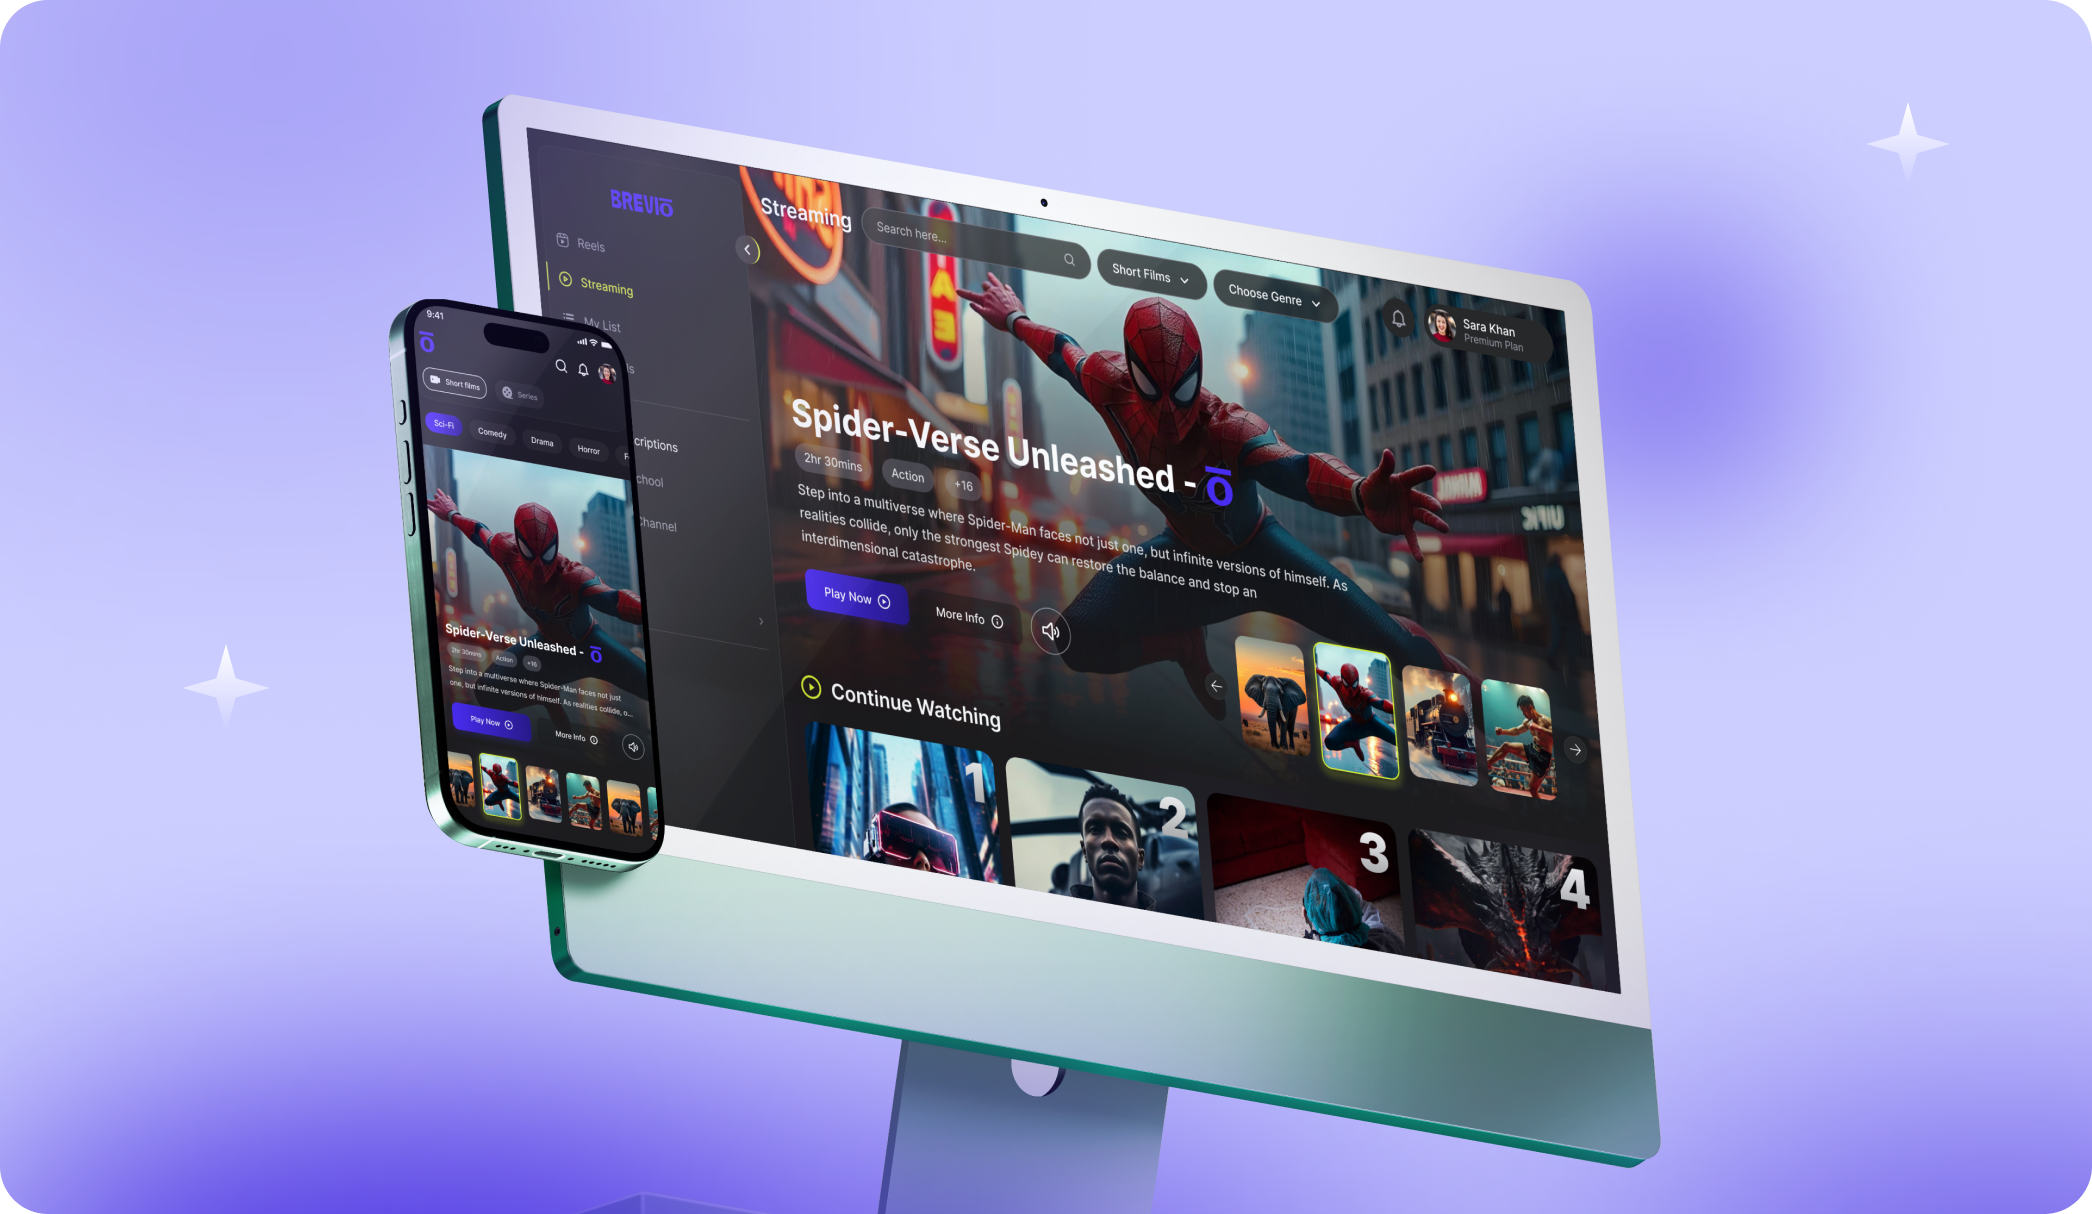 BREVIO
Reels
Streaming
My List
ls
criptions
chool
Channel
Streaming
Search here...
Short Films
Choose Genre
Sara Khan
Premium Plan
Spider-Verse Unleashed - ō
2hr 30mins
Action
+16
Step into a multiverse where Spider-Man faces not just one, but infinite versions of himself. As
realities collide, only the strongest Spidey can restore the balance and stop an
interdimensional catastrophe.
Play Now
More Info
Continue Watching
1
2
3
4
9:41
ō
Short films
Series
Sci-Fi
Comedy
Drama
Horror
F
Spider-Verse Unleashed - ō
2hr 30mins
Action
+16
Step into a multiverse where Spider-Man faces not just
one, but infinite versions of himself. As realities collide, o...
Play Now
More Info